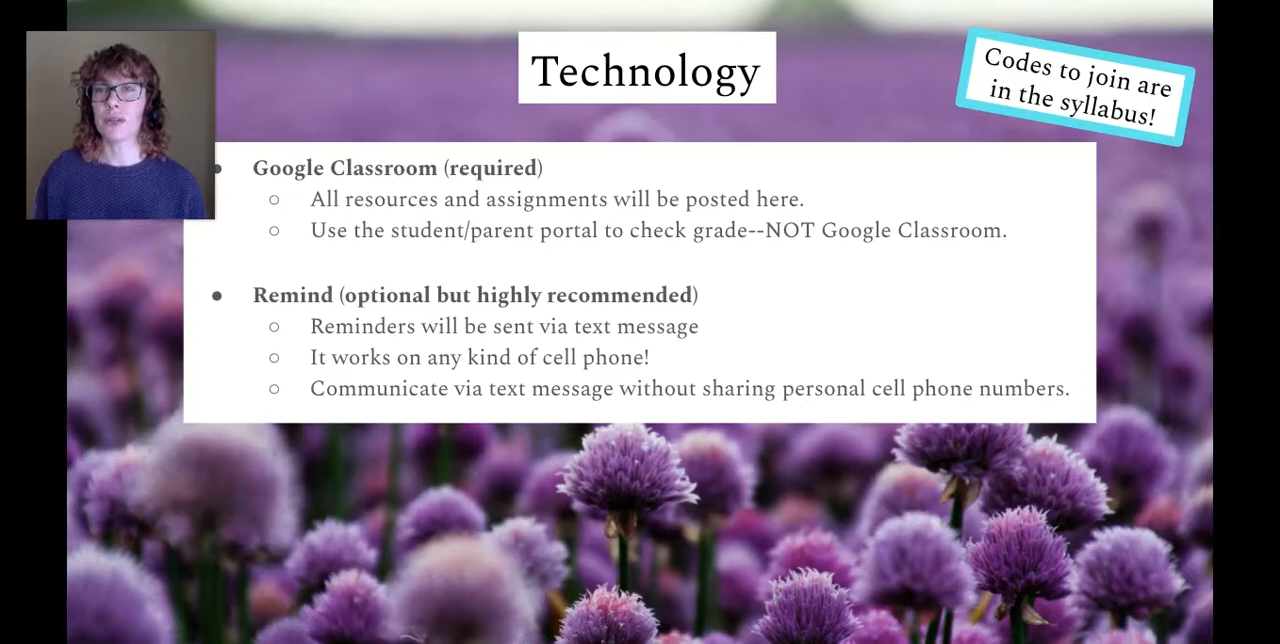 Technology
Codes to join are
in the syllabus!
● Google Classroom (required)
○ All resources and assignments will be posted here.
○ Use the student/parent portal to check grade--NOT Google Classroom.
● Remind (optional but highly recommended)
○ Reminders will be sent via text message
○ It works on any kind of cell phone!
○ Communicate via text message without sharing personal cell phone numbers.